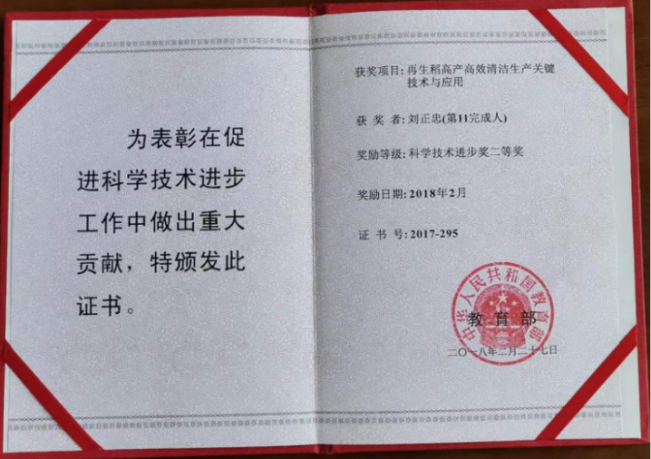 为表彰在促
进科学技术进步
工作中做出重大
贡献，特颁发此
证书。
获奖项目：再生稻高产高效清洁生产关键
技术与应用
获 奖 者：刘正忠(第11完成人)
奖励等级：科学技术进步奖二等奖
奖励日期：2018年2月
证 书 号：2017-295
中华人民共和国教育部
教 育 部
二〇一八年二月二十七日